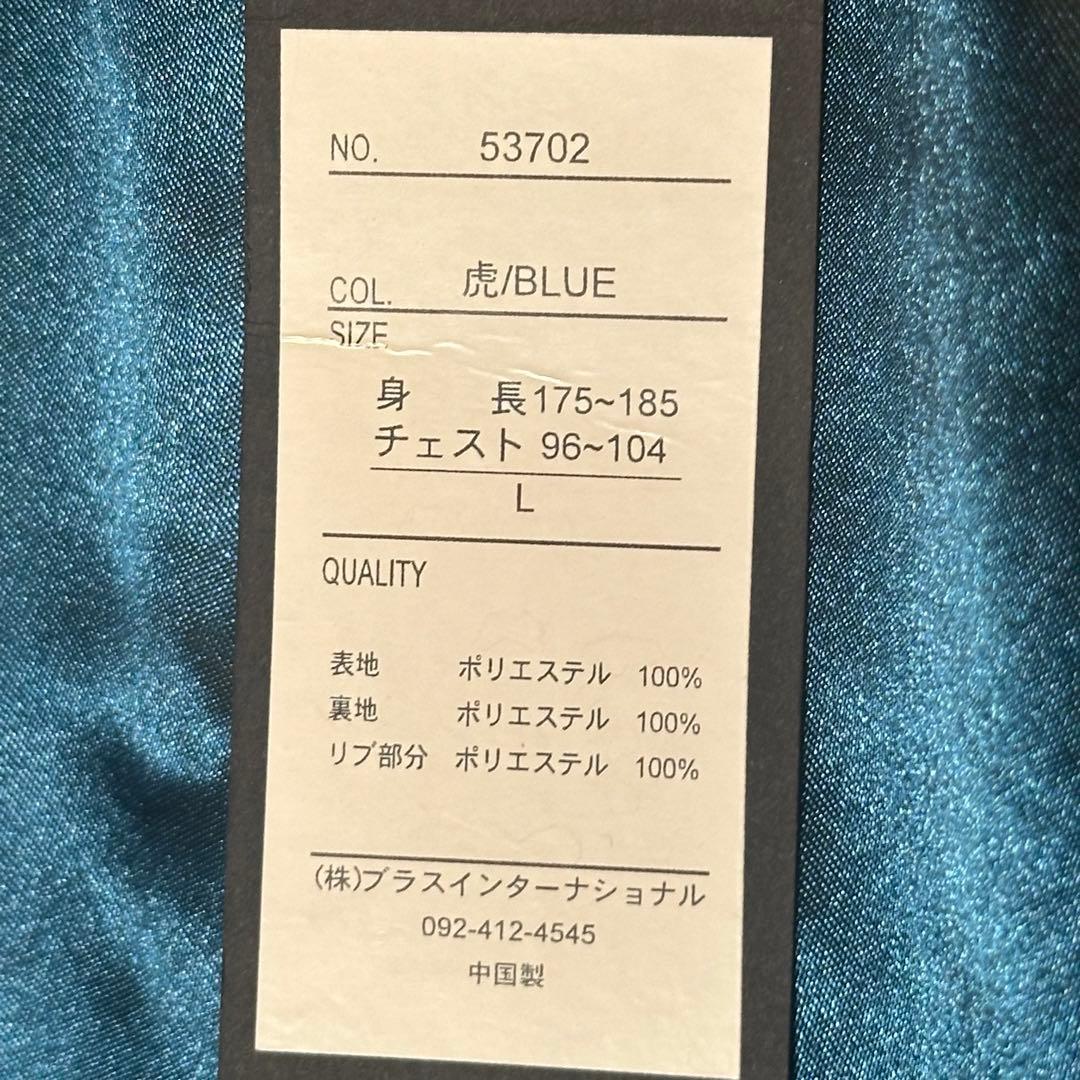 NO. 53702
COL. 虎/BLUE
SIZE
身 長175~185
チェスト 96~104
L
QUALITY
表地 ポリエステル 100%
裏地 ポリエステル 100%
リブ部分 ポリエステル 100%
(株)ブラスインターナショナル
092-412-4545
中国製